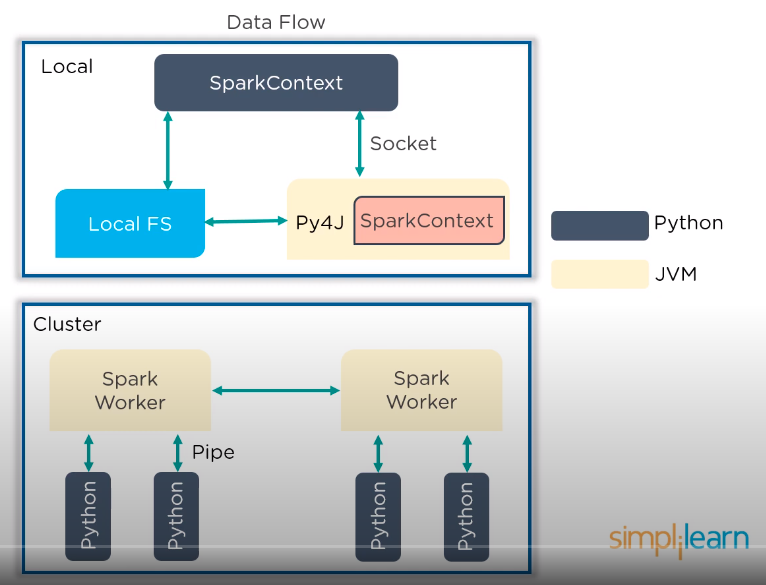 Data Flow
Local
SparkContext
Socket
Local FS
Py4J
SparkContext
Python
JVM
Cluster
Spark
Worker
Spark
Worker
Pipe
Python
Python
Python
Python
simplilearn